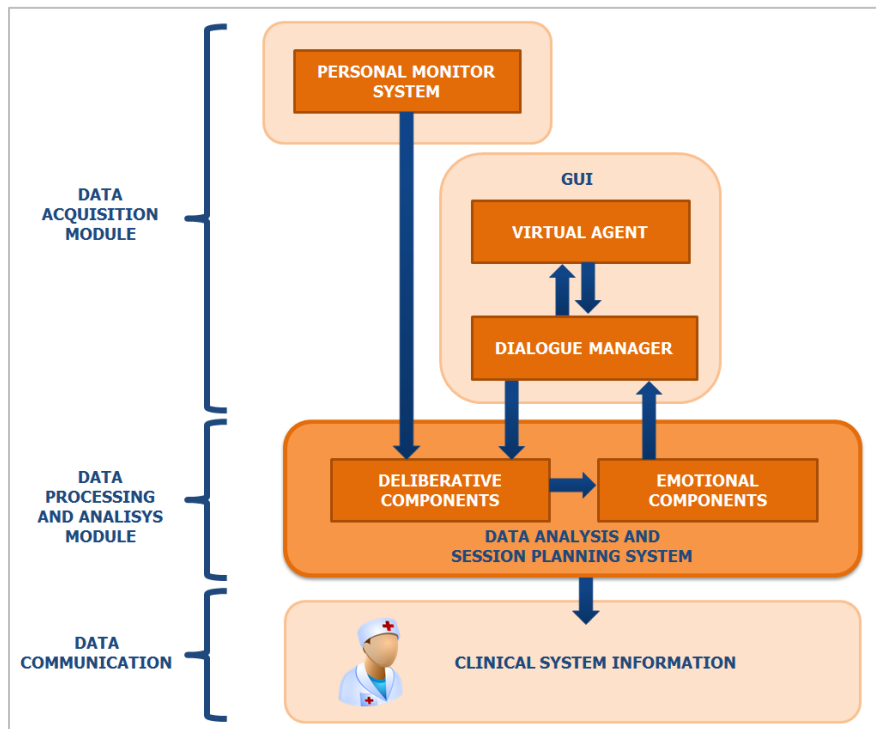 PERSONAL MONITOR
SYSTEM
DATA
ACQUISITION
MODULE
GUI
VIRTUAL AGENT
DIALOGUE MANAGER
DATA
PROCESSING
AND ANALISYS
MODULE
DELIBERATIVE
COMPONENTS
EMOTIONAL
COMPONENTS
DATA ANALYSIS AND
SESSION PLANNING SYSTEM
DATA
COMMUNICATION
CLINICAL SYSTEM INFORMATION